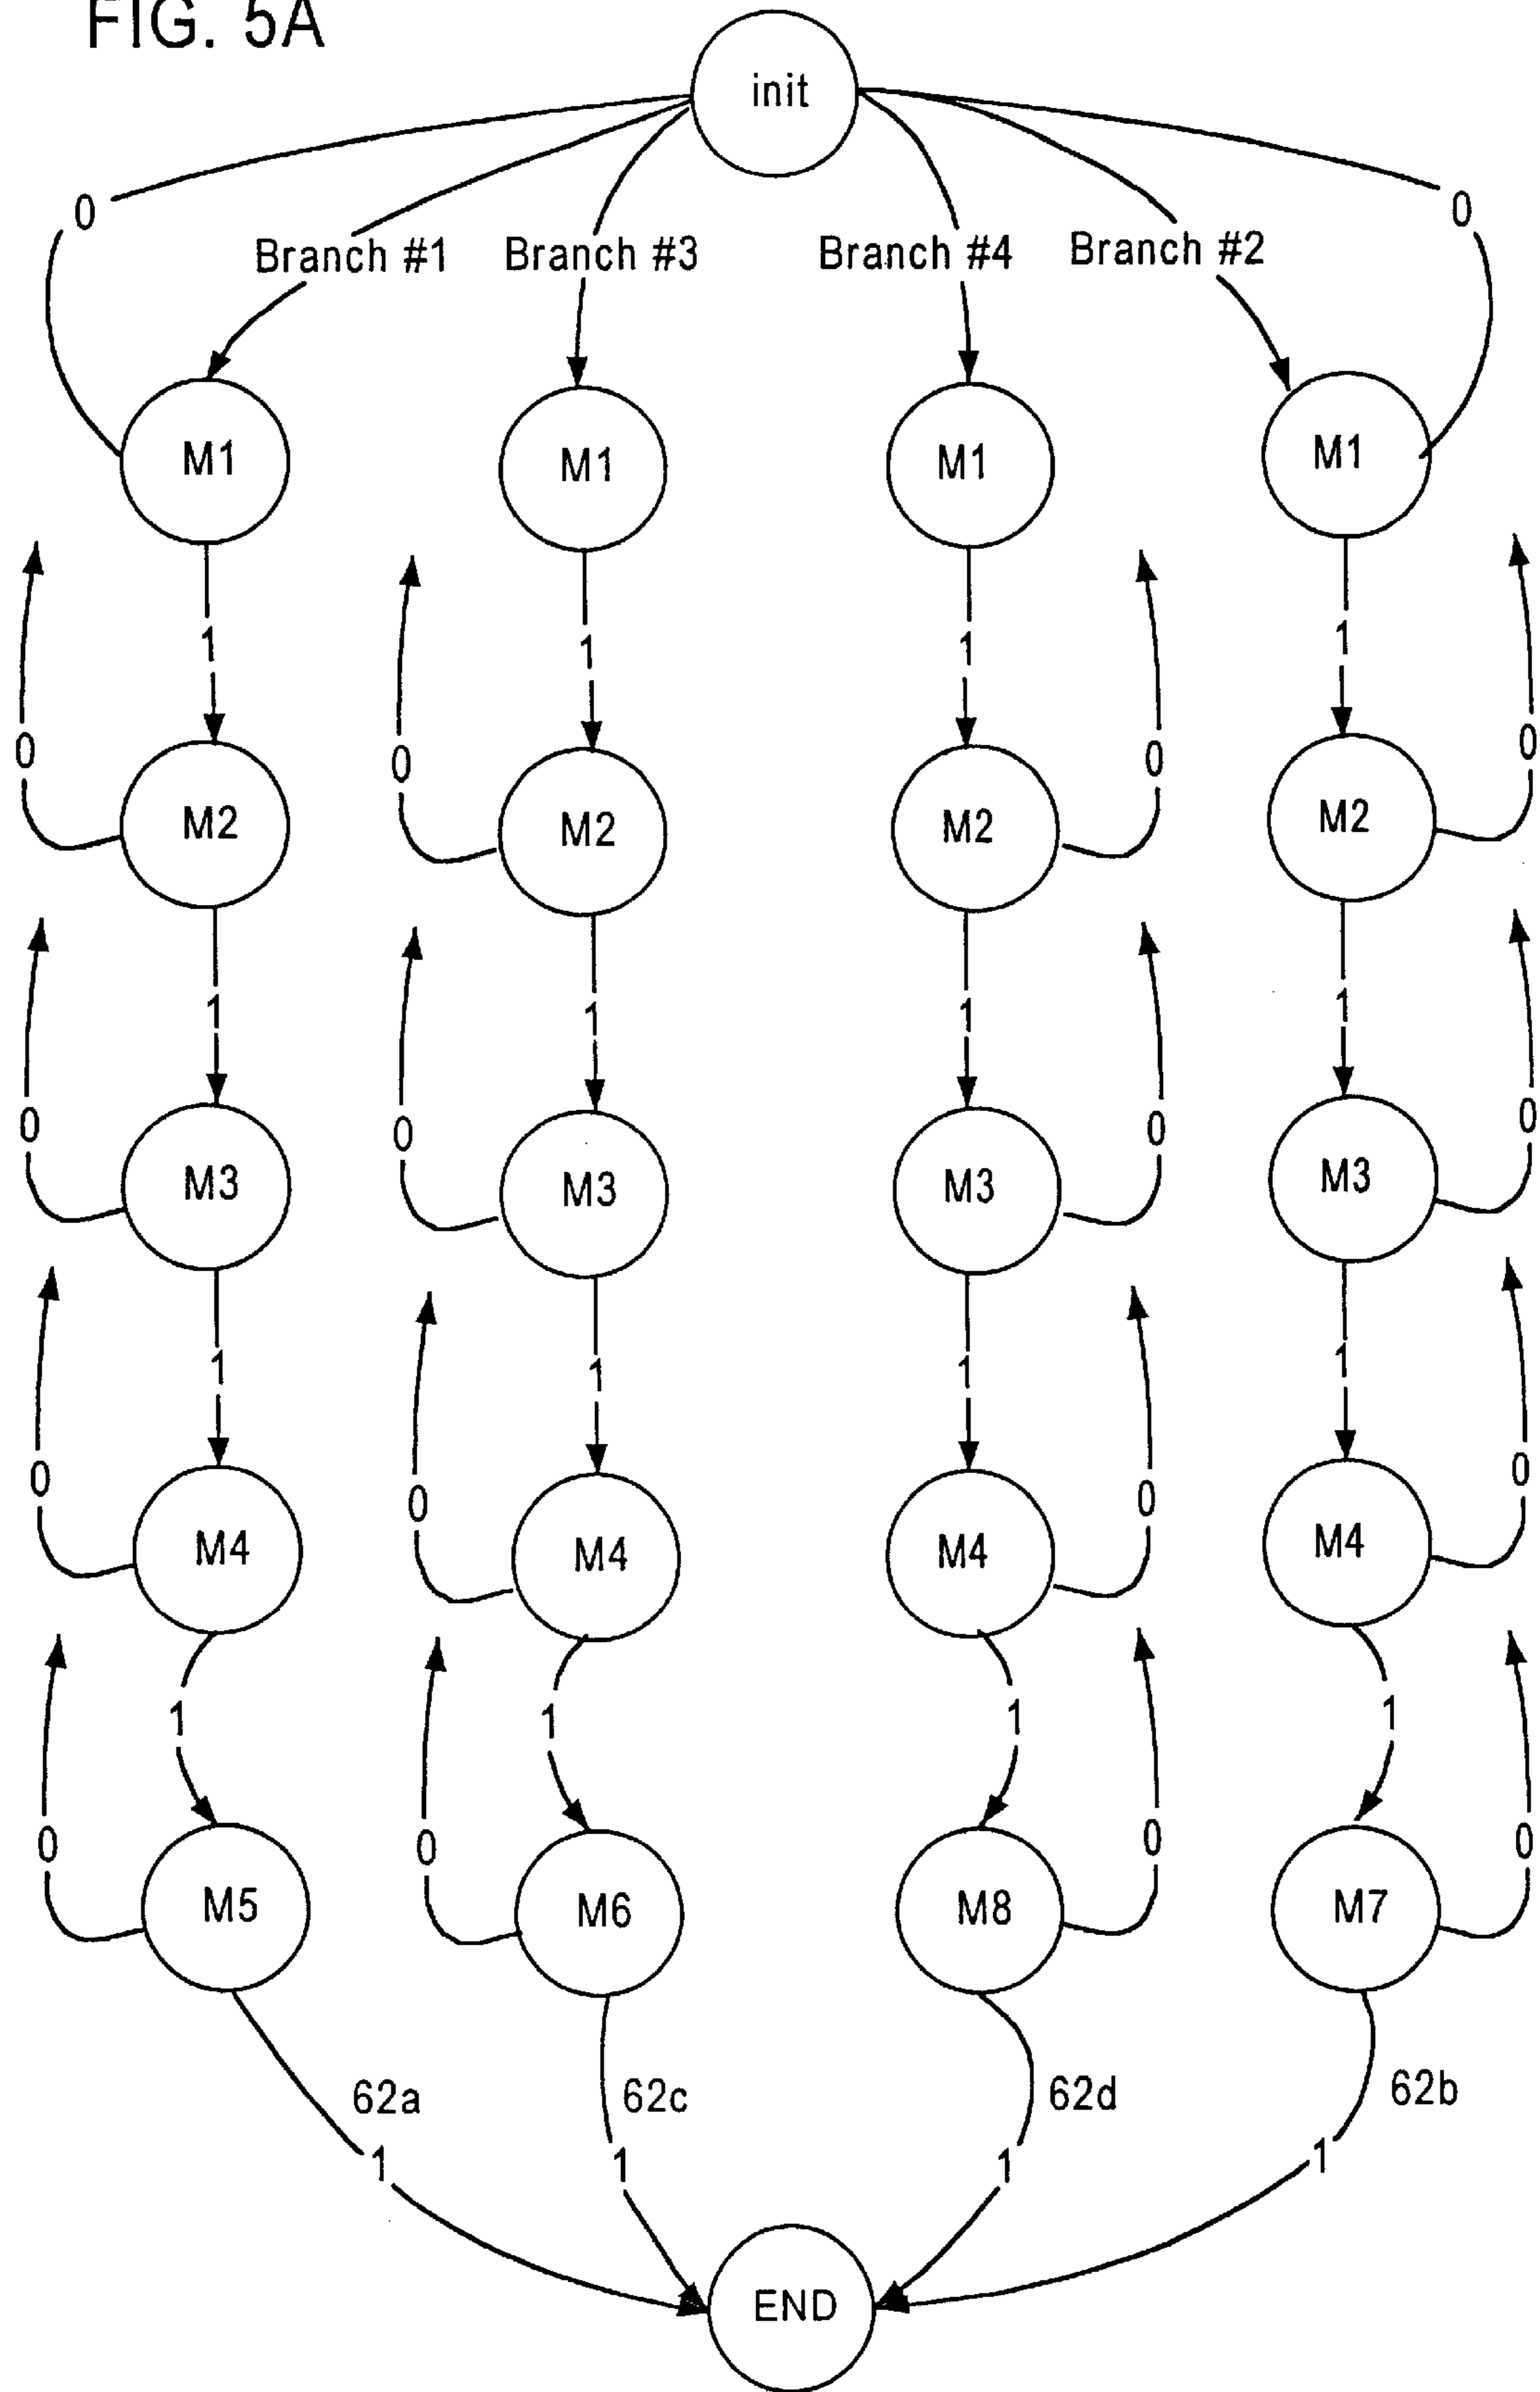 FIG. 5A
init
0 0
Branch #1 Branch #3 Branch #4 Branch #2
M1 M1 M1 M1
1 1 1 1
0 0 0 0
M2 M2 M2 M2
1 1 1 1
0 0 0 0
M3 M3 M3 M3
1 1 1 1
0 0 0 0
M4 M4 M4 M4
1 1 1 1
0 0 0 0
M5 M6 M8 M7
62a 62c 62d 62b
1 1 1 1
END